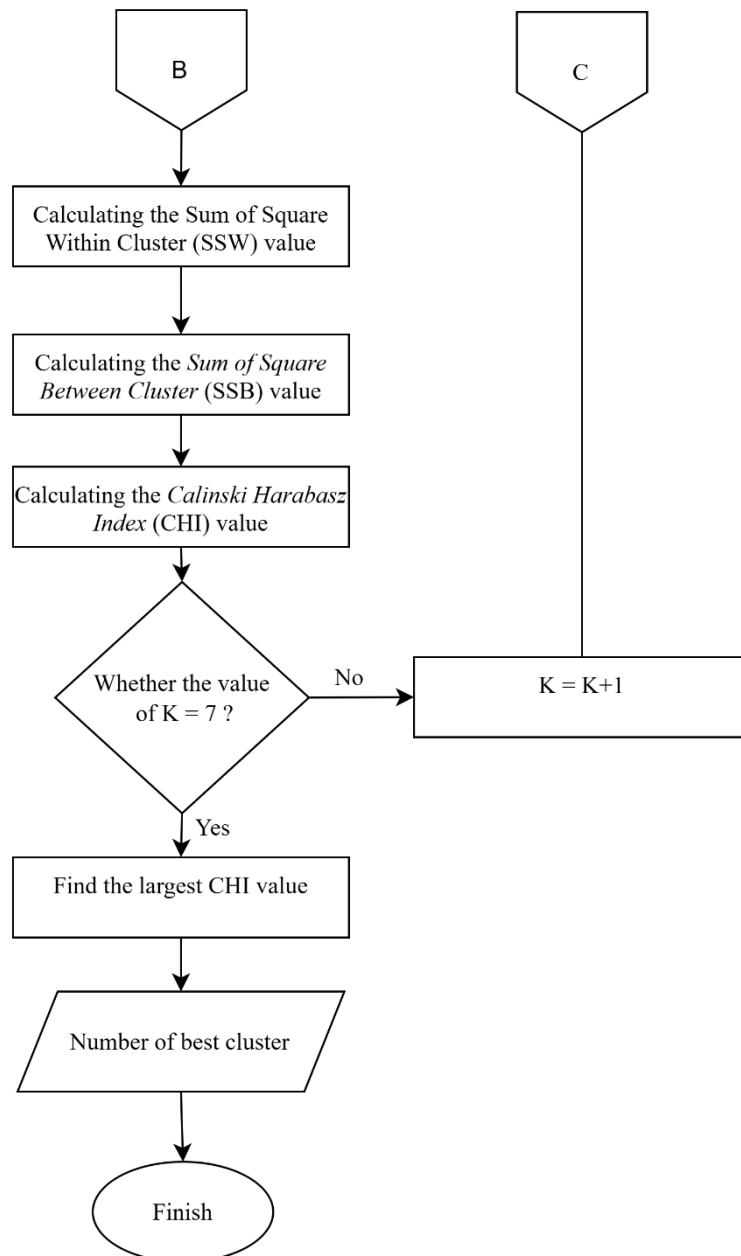 B
C
Calculating the Sum of Square
Within Cluster (SSW) value
Calculating the Sum of Square
Between Cluster (SSB) value
Calculating the Calinski Harabasz
Index (CHI) value
Whether the value
of K = 7 ?
No
K = K+1
Yes
Find the largest CHI value
Number of best cluster
Finish